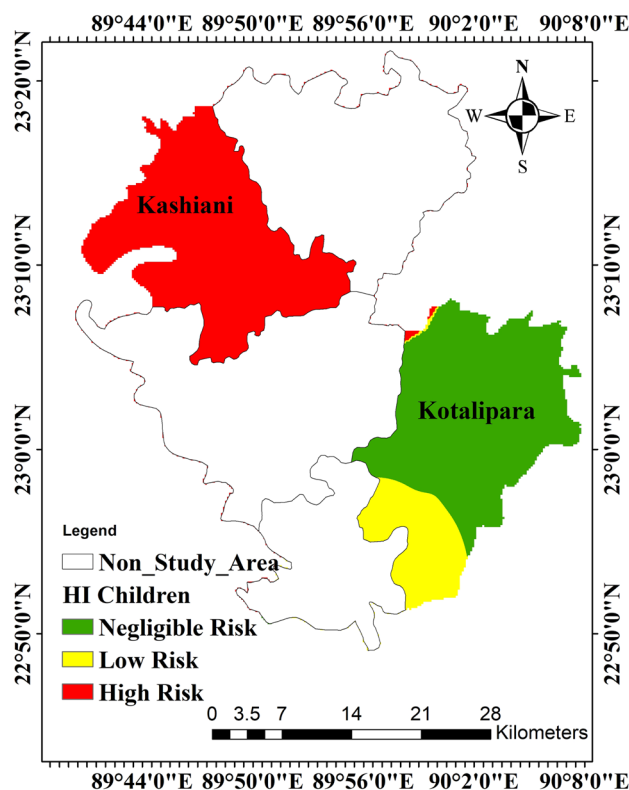 89°44'0"E 89°50'0"E 89°56'0"E 90°2'0"E 90°8'0"E
N
W E
S
23°20'0"N 23°20'0"N
Kashiani
23°10'0"N 23°10'0"N
Kotalipara
23°0'0"N 23°0'0"N
Legend
Non_Study_Area
HI Children
Negligible Risk
22°50'0"N 22°50'0"N
Low Risk
High Risk
0 3.5 7 14 21 28
Kilometers
89°44'0"E 89°50'0"E 89°56'0"E 90°2'0"E 90°8'0"E